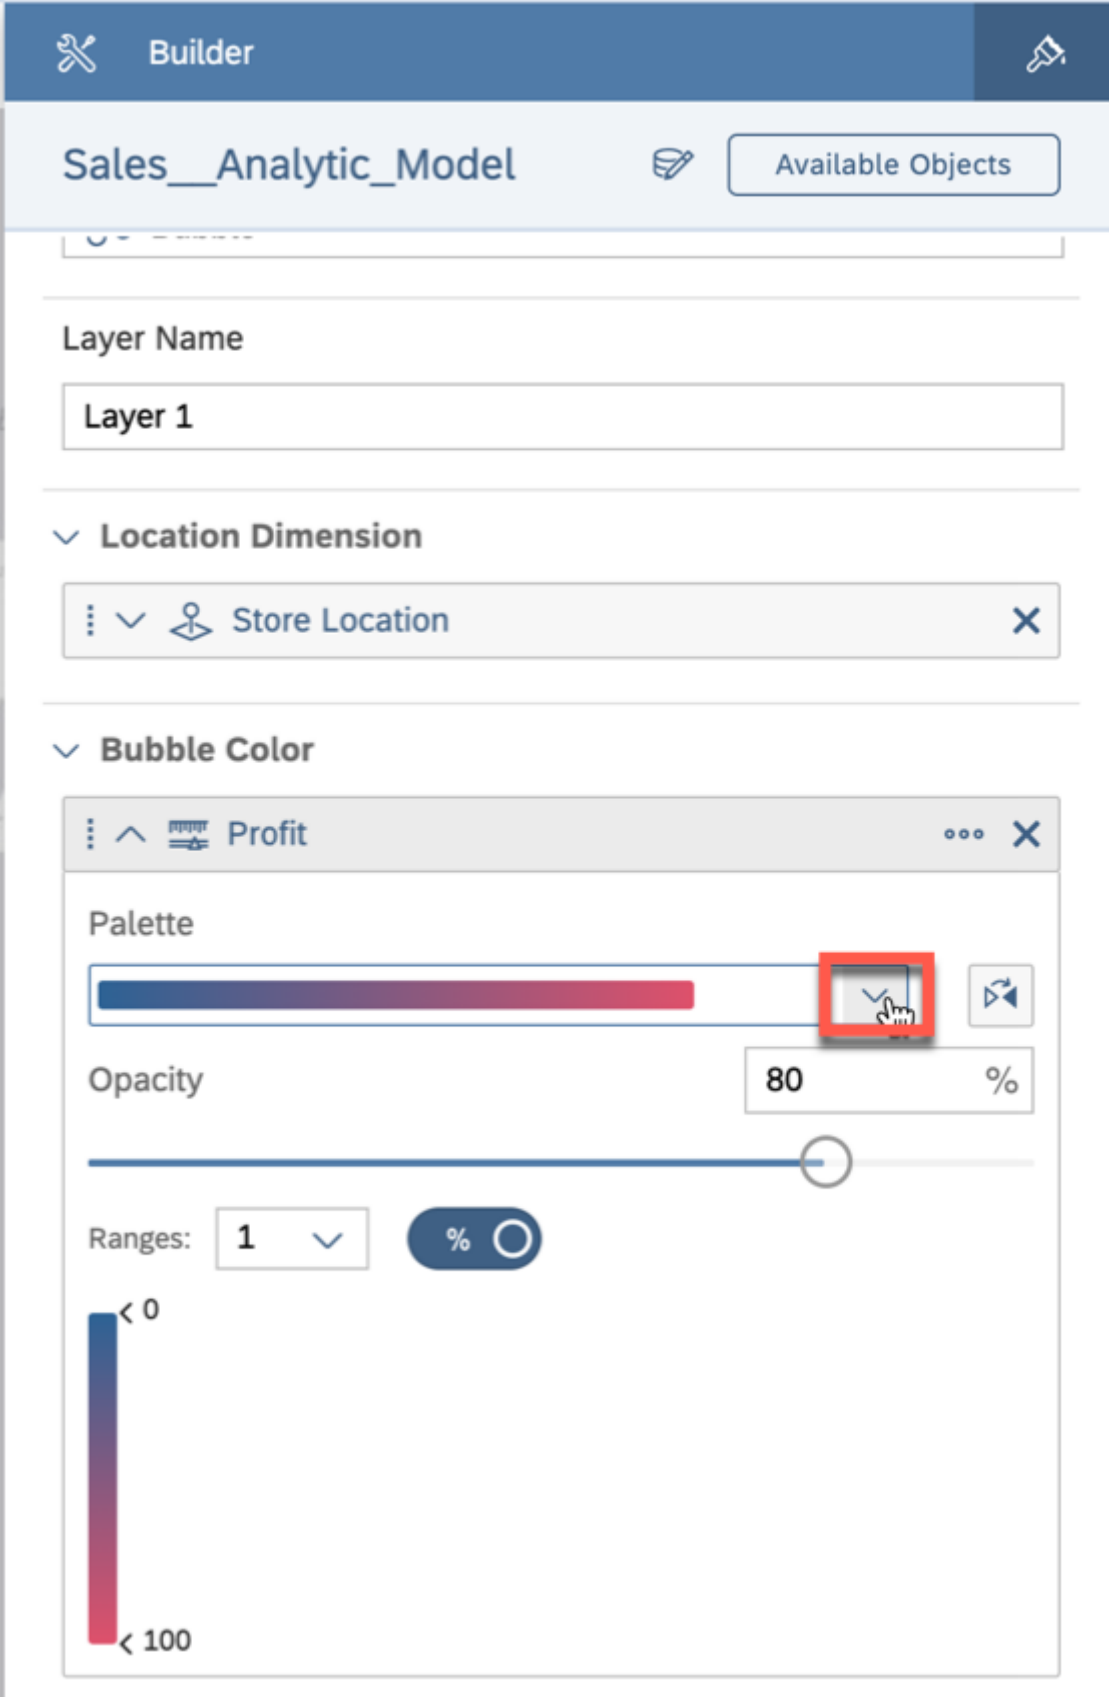 Builder
Sales__Analytic_Model
Available Objects
Layer Name
Layer 1
Location Dimension
Store Location
Bubble Color
Profit
Palette
Opacity
80 %
Ranges: 1 %
< 0
< 100